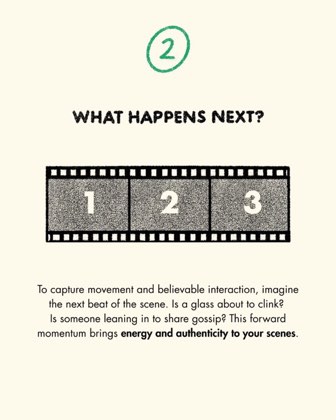 2
WHAT HAPPENS NEXT?
1 2 3
To capture movement and believable interaction, imagine
the next beat of the scene. Is a glass about to clink?
Is someone leaning in to share gossip? This forward
momentum brings energy and authenticity to your scenes.